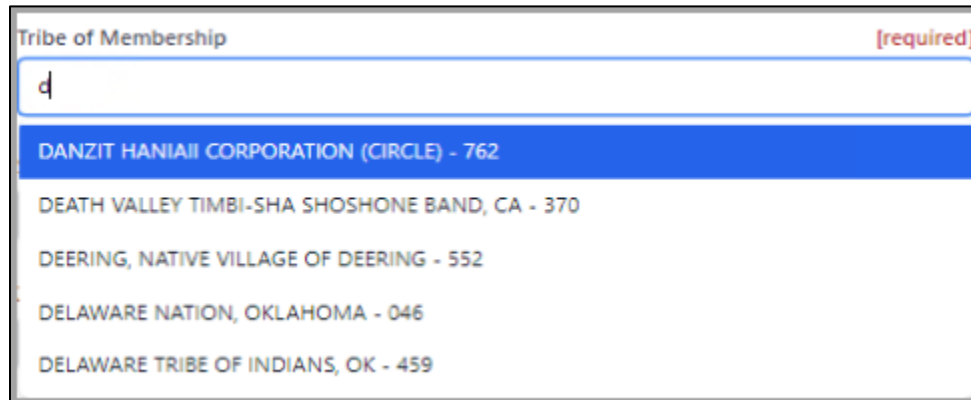 Tribe of Membership [required]
d
DANZIT HANIAII CORPORATION (CIRCLE) - 762
DEATH VALLEY TIMBI-SHA SHOSHONE BAND, CA - 370
DEERING, NATIVE VILLAGE OF DEERING - 552
DELAWARE NATION, OKLAHOMA - 046
DELAWARE TRIBE OF INDIANS, OK - 459